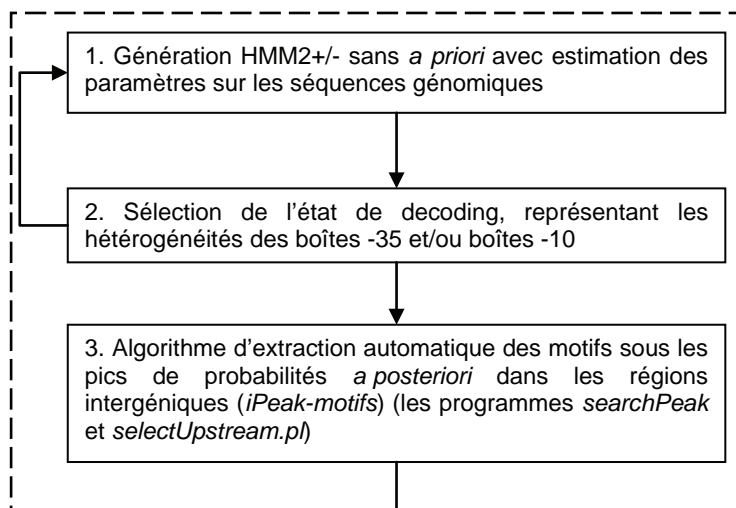 1. Génération HMM2+/- sans a priori avec estimation des
paramètres sur les séquences génomiques
2. Sélection de l'état de decoding, représentant les
hétérogénéités des boîtes -35 et/ou boîtes -10
3. Algorithme d'extraction automatique des motifs sous les
pics de probabilités a posteriori dans les régions
intergéniques (iPeak-motifs) (les programmes searchPeak
et selectUpstream.pl)